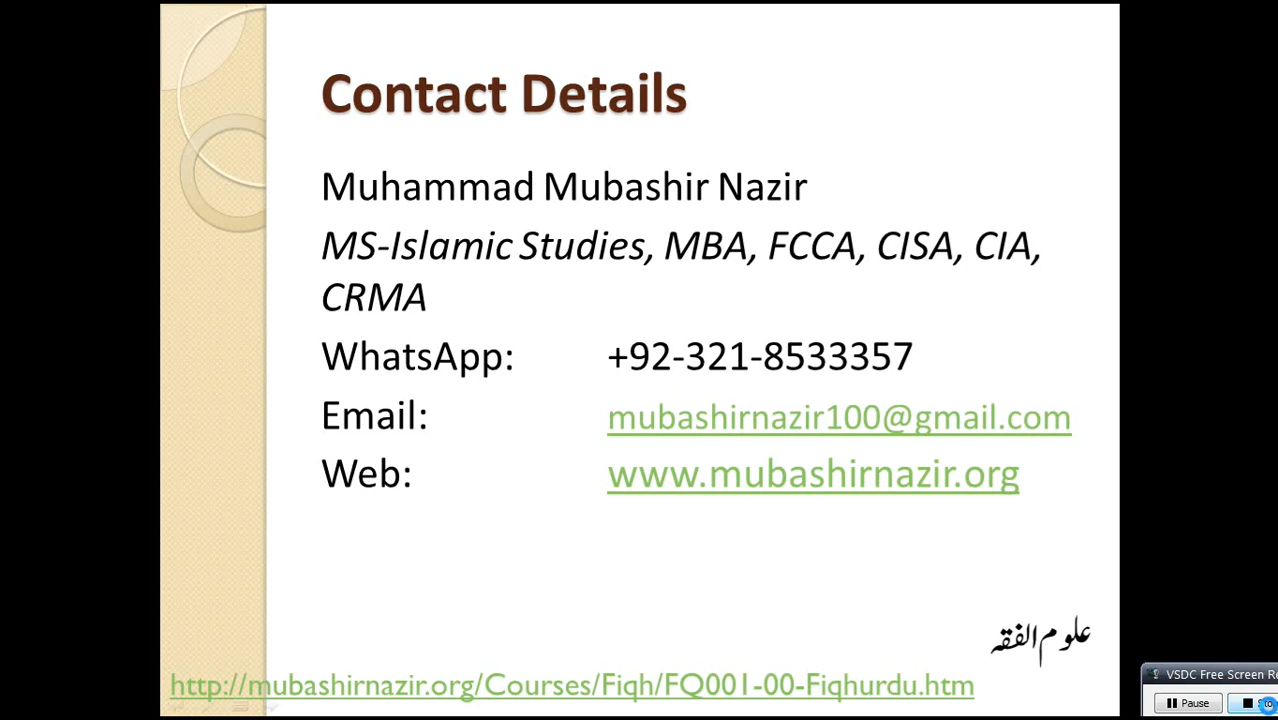 Contact Details
Muhammad Mubashir Nazir
MS-Islamic Studies, MBA, FCCA, CISA, CIA,
CRMA
WhatsApp: +92-321-8533357
Email: mubashirnazir100@gmail.com
Web: www.mubashirnazir.org
علوم الفقہ
http://mubashirnazir.org/Courses/Fiqh/FQ001-00-Fiqhurdu.htm
VSDC Free Screen Re
Pause